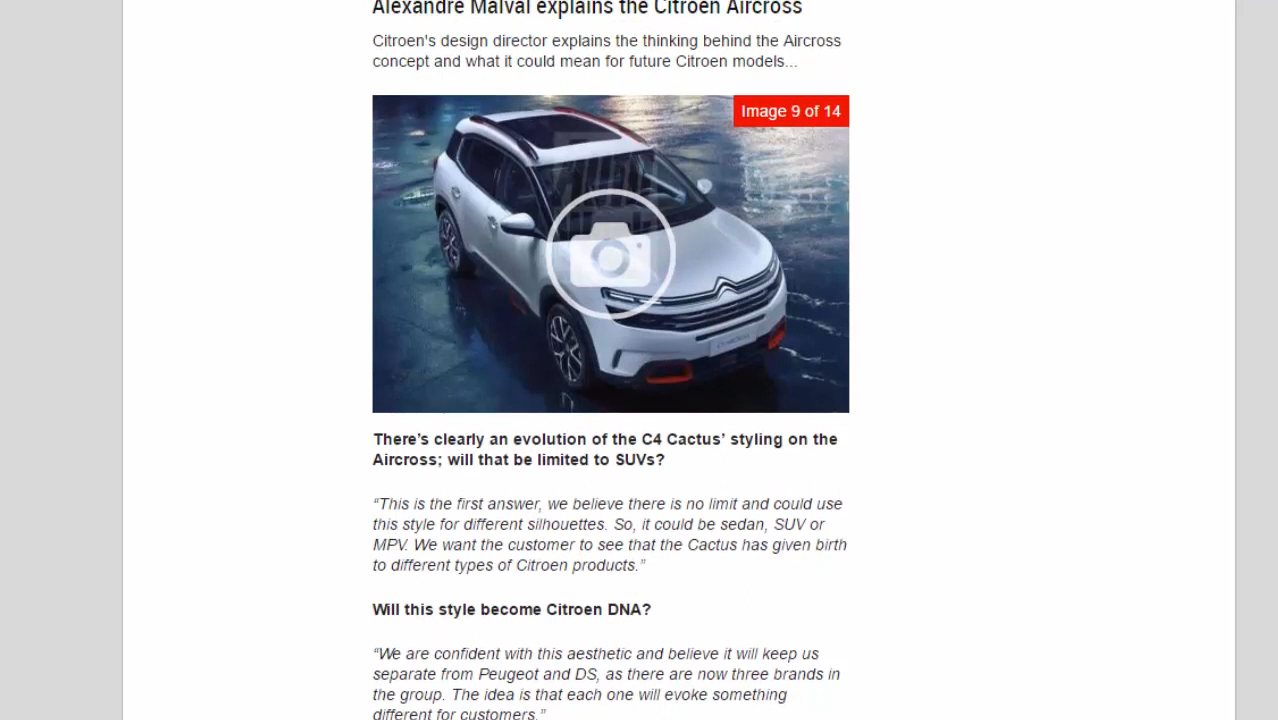 Alexandre Malval explains the Citroen Aircross
Citroen's design director explains the thinking behind the Aircross
concept and what it could mean for future Citroen models...
Image 9 of 14
There’s clearly an evolution of the C4 Cactus’ styling on the
Aircross; will that be limited to SUVs?
“This is the first answer, we believe there is no limit and could use
this style for different silhouettes. So, it could be sedan, SUV or
MPV. We want the customer to see that the Cactus has given birth
to different types of Citroen products.”
Will this style become Citroen DNA?
“We are confident with this aesthetic and believe it will keep us
separate from Peugeot and DS, as there are now three brands in
the group. The idea is that each one will evoke something
different for customers.”